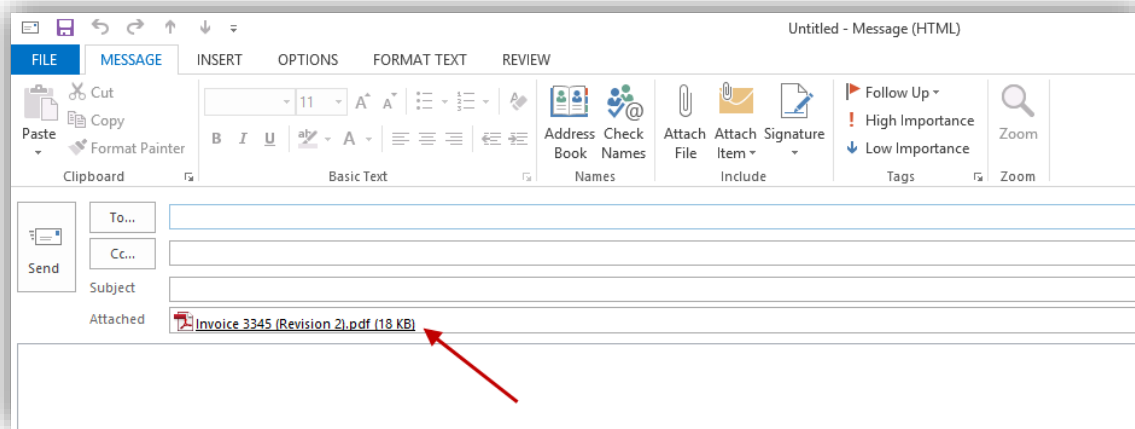 Untitled - Message (HTML)
FILE MESSAGE INSERT OPTIONS FORMAT TEXT REVIEW
Cut
Copy
Format Painter
Paste
Clipboard
11 A A
B I U ab A
Basic Text
Address Book
Check Names
Names
@
Attach File
Attach Item
Signature
Include
Follow Up
! High Importance
Low Importance
Tags
Zoom
Zoom
Send
To...
Cc...
Subject
Attached Invoice 3345 (Revision 2).pdf (18 KB)